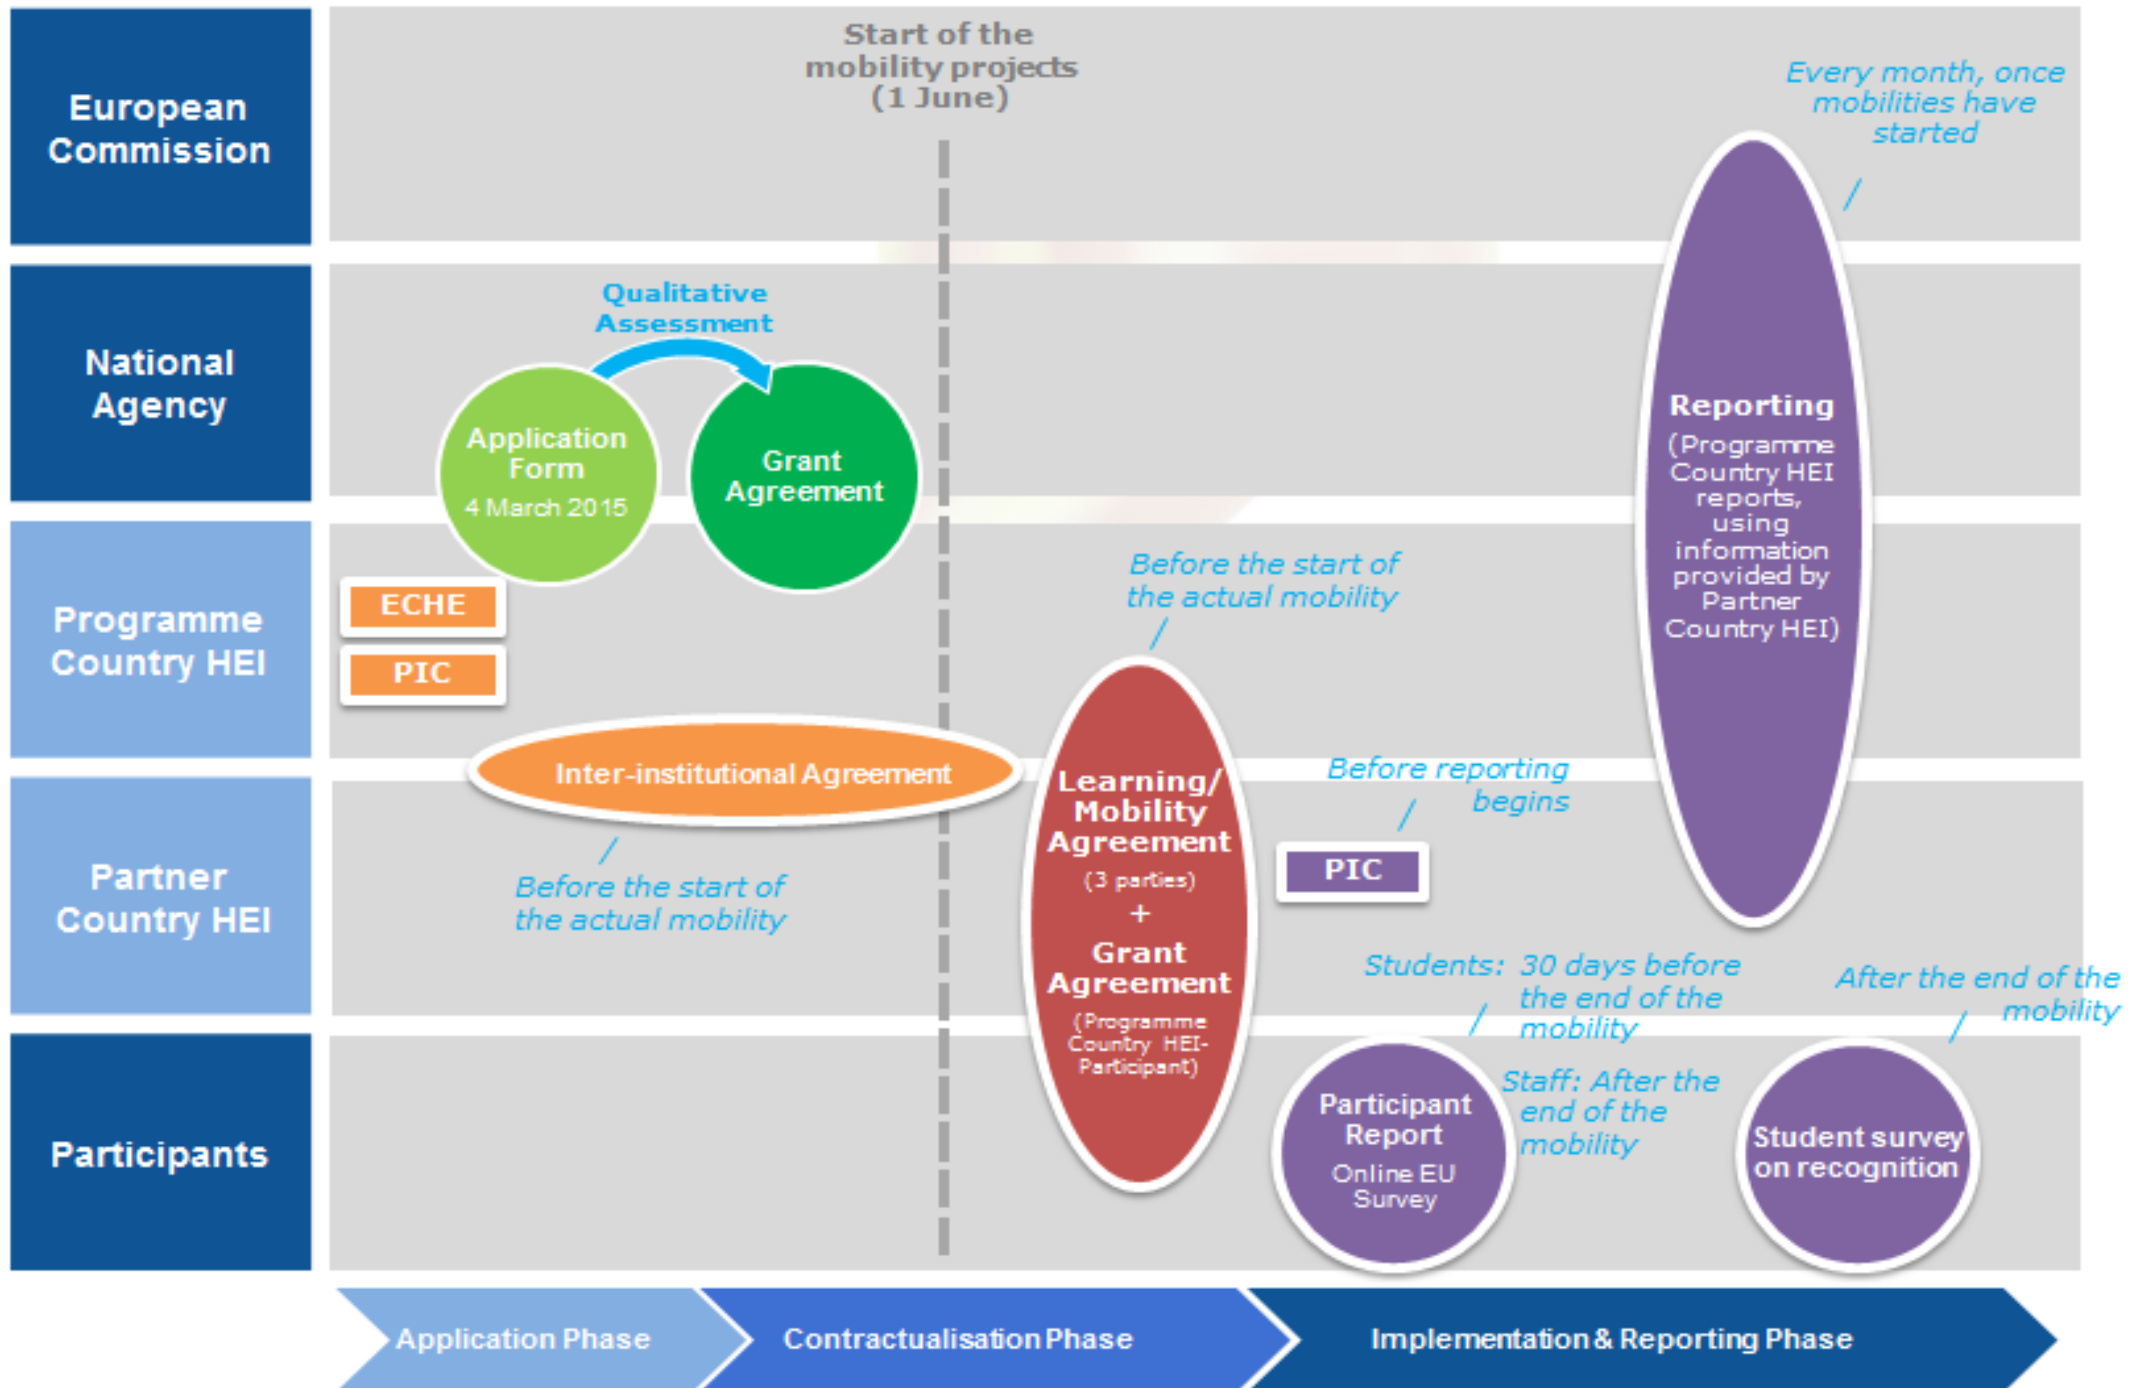 Start of the
mobility projects
(1 June)
Every month, once
mobilities have
started
European
Commission
National
Agency
Qualitative
Assessment
Application
Form
4 March 2015
Grant
Agreement
Reporting
(Programme
Country HEI
reports,
using
information
provided by
Partner
Country HEI)
Programme
Country HEI
ECHE
PIC
Before the start of
the actual mobility
Inter-institutional Agreement
Before the start of
the actual mobility
Learning/
Mobility
Agreement
(3 parties)
+
Grant
Agreement
(Programme
Country HEI-
Participant)
Before reporting
begins
PIC
Partner
Country HEI
Students: 30 days before
the end of the
mobility
Staff: After the
end of the
mobility
After the end of the
mobility
Participants
Participant
Report
Online EU
Survey
Student survey
on recognition
Application Phase
Contractualisation Phase
Implementation & Reporting Phase